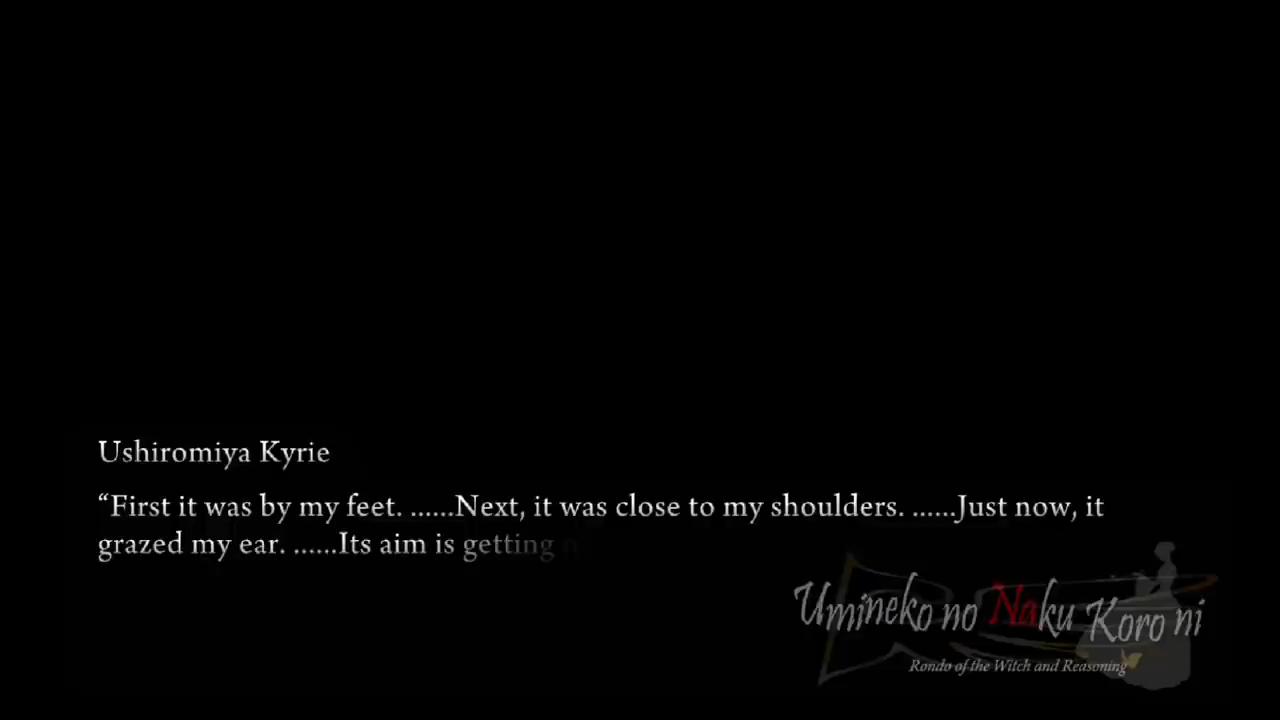 Ushiromiya Kyrie
“First it was by my feet. ......Next, it was close to my shoulders. ......Just now, it
grazed my ear. ......Its aim is getting
Umineko no Naku Koro ni
Rondo of the Witch and Reasoning